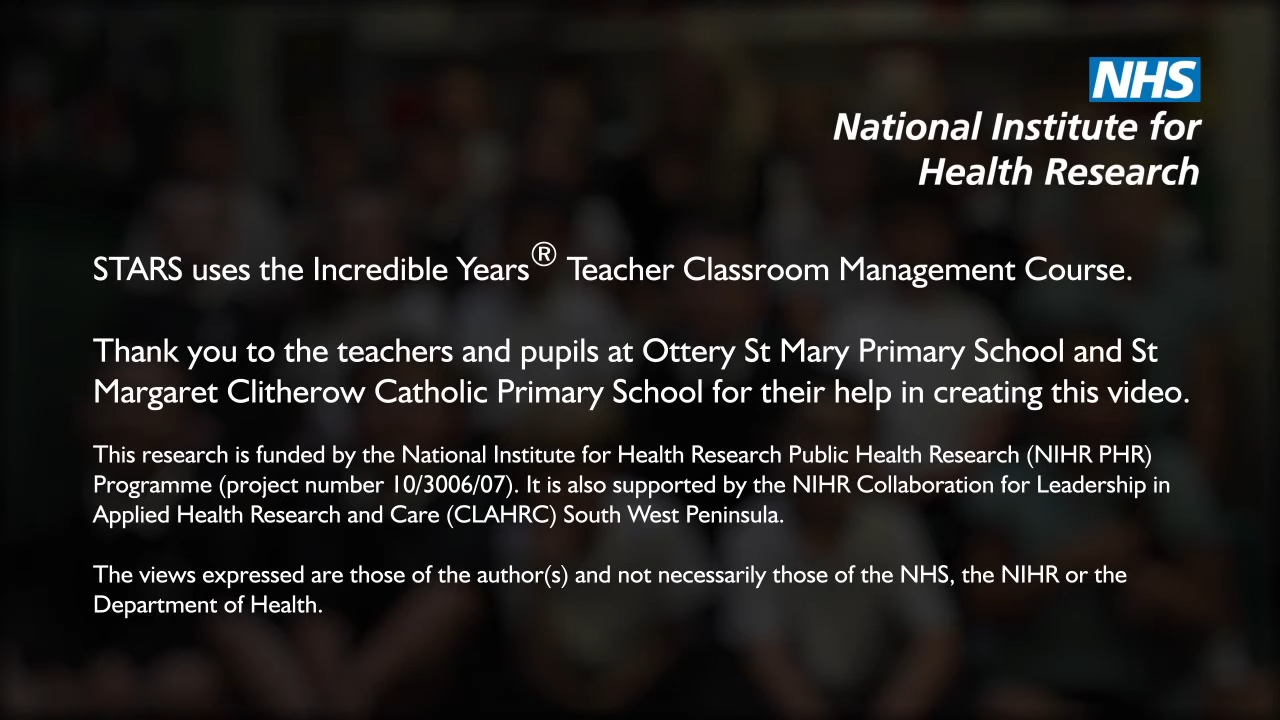 NHS
National Institute for
Health Research
STARS uses the Incredible Years® Teacher Classroom Management Course.
Thank you to the teachers and pupils at Ottery St Mary Primary School and St
Margaret Clitherow Catholic Primary School for their help in creating this video.
This research is funded by the National Institute for Health Research Public Health Research (NIHR PHR)
Programme (project number 10/3006/07). It is also supported by the NIHR Collaboration for Leadership in
Applied Health Research and Care (CLAHRC) South West Peninsula.
The views expressed are those of the author(s) and not necessarily those of the NHS, the NIHR or the
Department of Health.